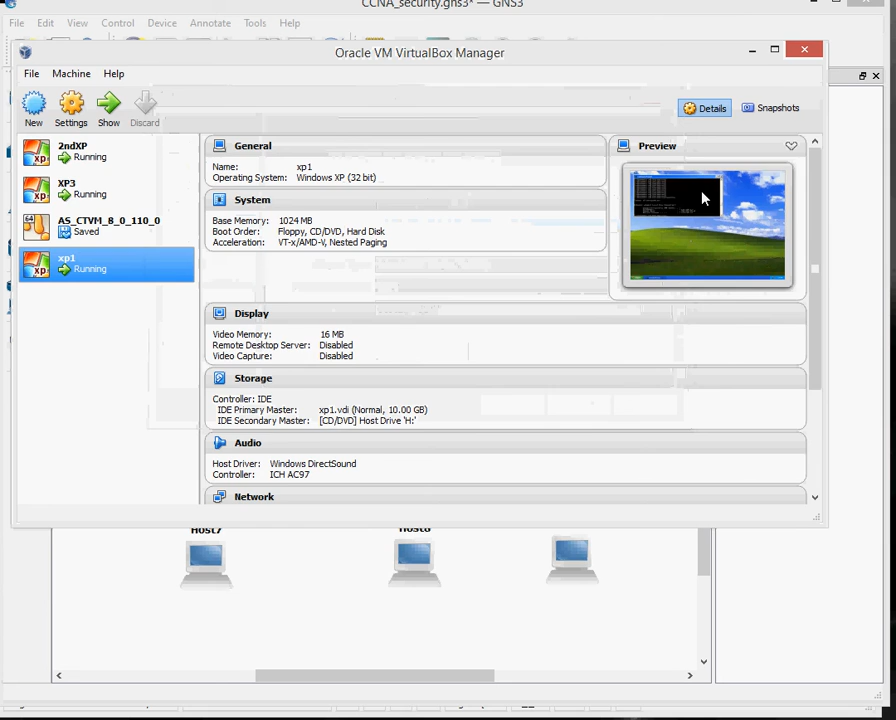 CCNA_security.gns3* — GNS3
File Edit View Control Device Annotate Tools Help
Oracle VM VirtualBox Manager
File Machine Help
New Settings Show Discard
Details Snapshots
2ndXP
Running
XP3
Running
64
AS_CTVM_8_0_110_0
Saved
xp1
Running
General
Name: xp1
Operating System: Windows XP (32 bit)
System
Base Memory: 1024 MB
Boot Order: Floppy, CD/DVD, Hard Disk
Acceleration: VT-x/AMD-V, Nested Paging
Preview
Display
Video Memory: 16 MB
Remote Desktop Server: Disabled
Video Capture: Disabled
Storage
Controller: IDE
IDE Primary Master: xp1.vdi (Normal, 10.00 GB)
IDE Secondary Master: [CD/DVD] Host Drive 'H:'
Audio
Host Driver: Windows DirectSound
Controller: ICH AC97
Network
Host7